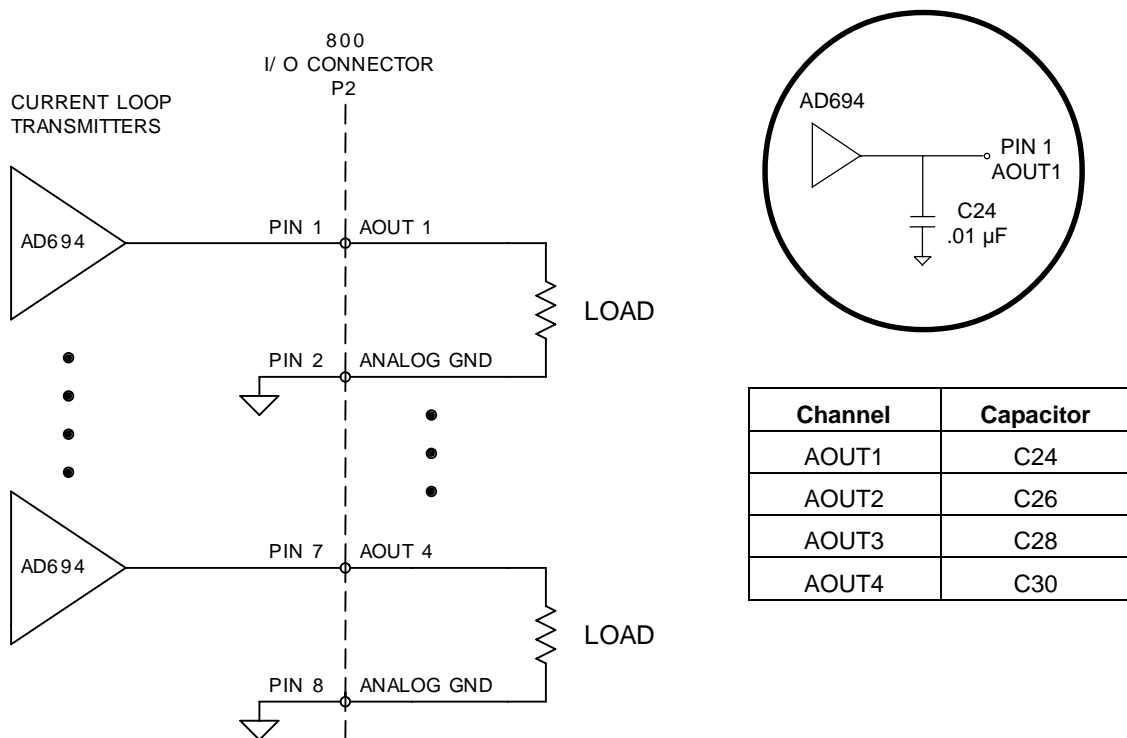 800
I/ O CONNECTOR
P2
CURRENT LOOP
TRANSMITTERS
AD694
PIN 1
AOUT 1
LOAD
PIN 2
ANALOG GND
AD694
PIN 7
AOUT 4
LOAD
PIN 8
ANALOG GND
AD694
PIN 1
AOUT1
C24
.01 µF
Channel Capacitor
AOUT1 C24
AOUT2 C26
AOUT3 C28
AOUT4 C30